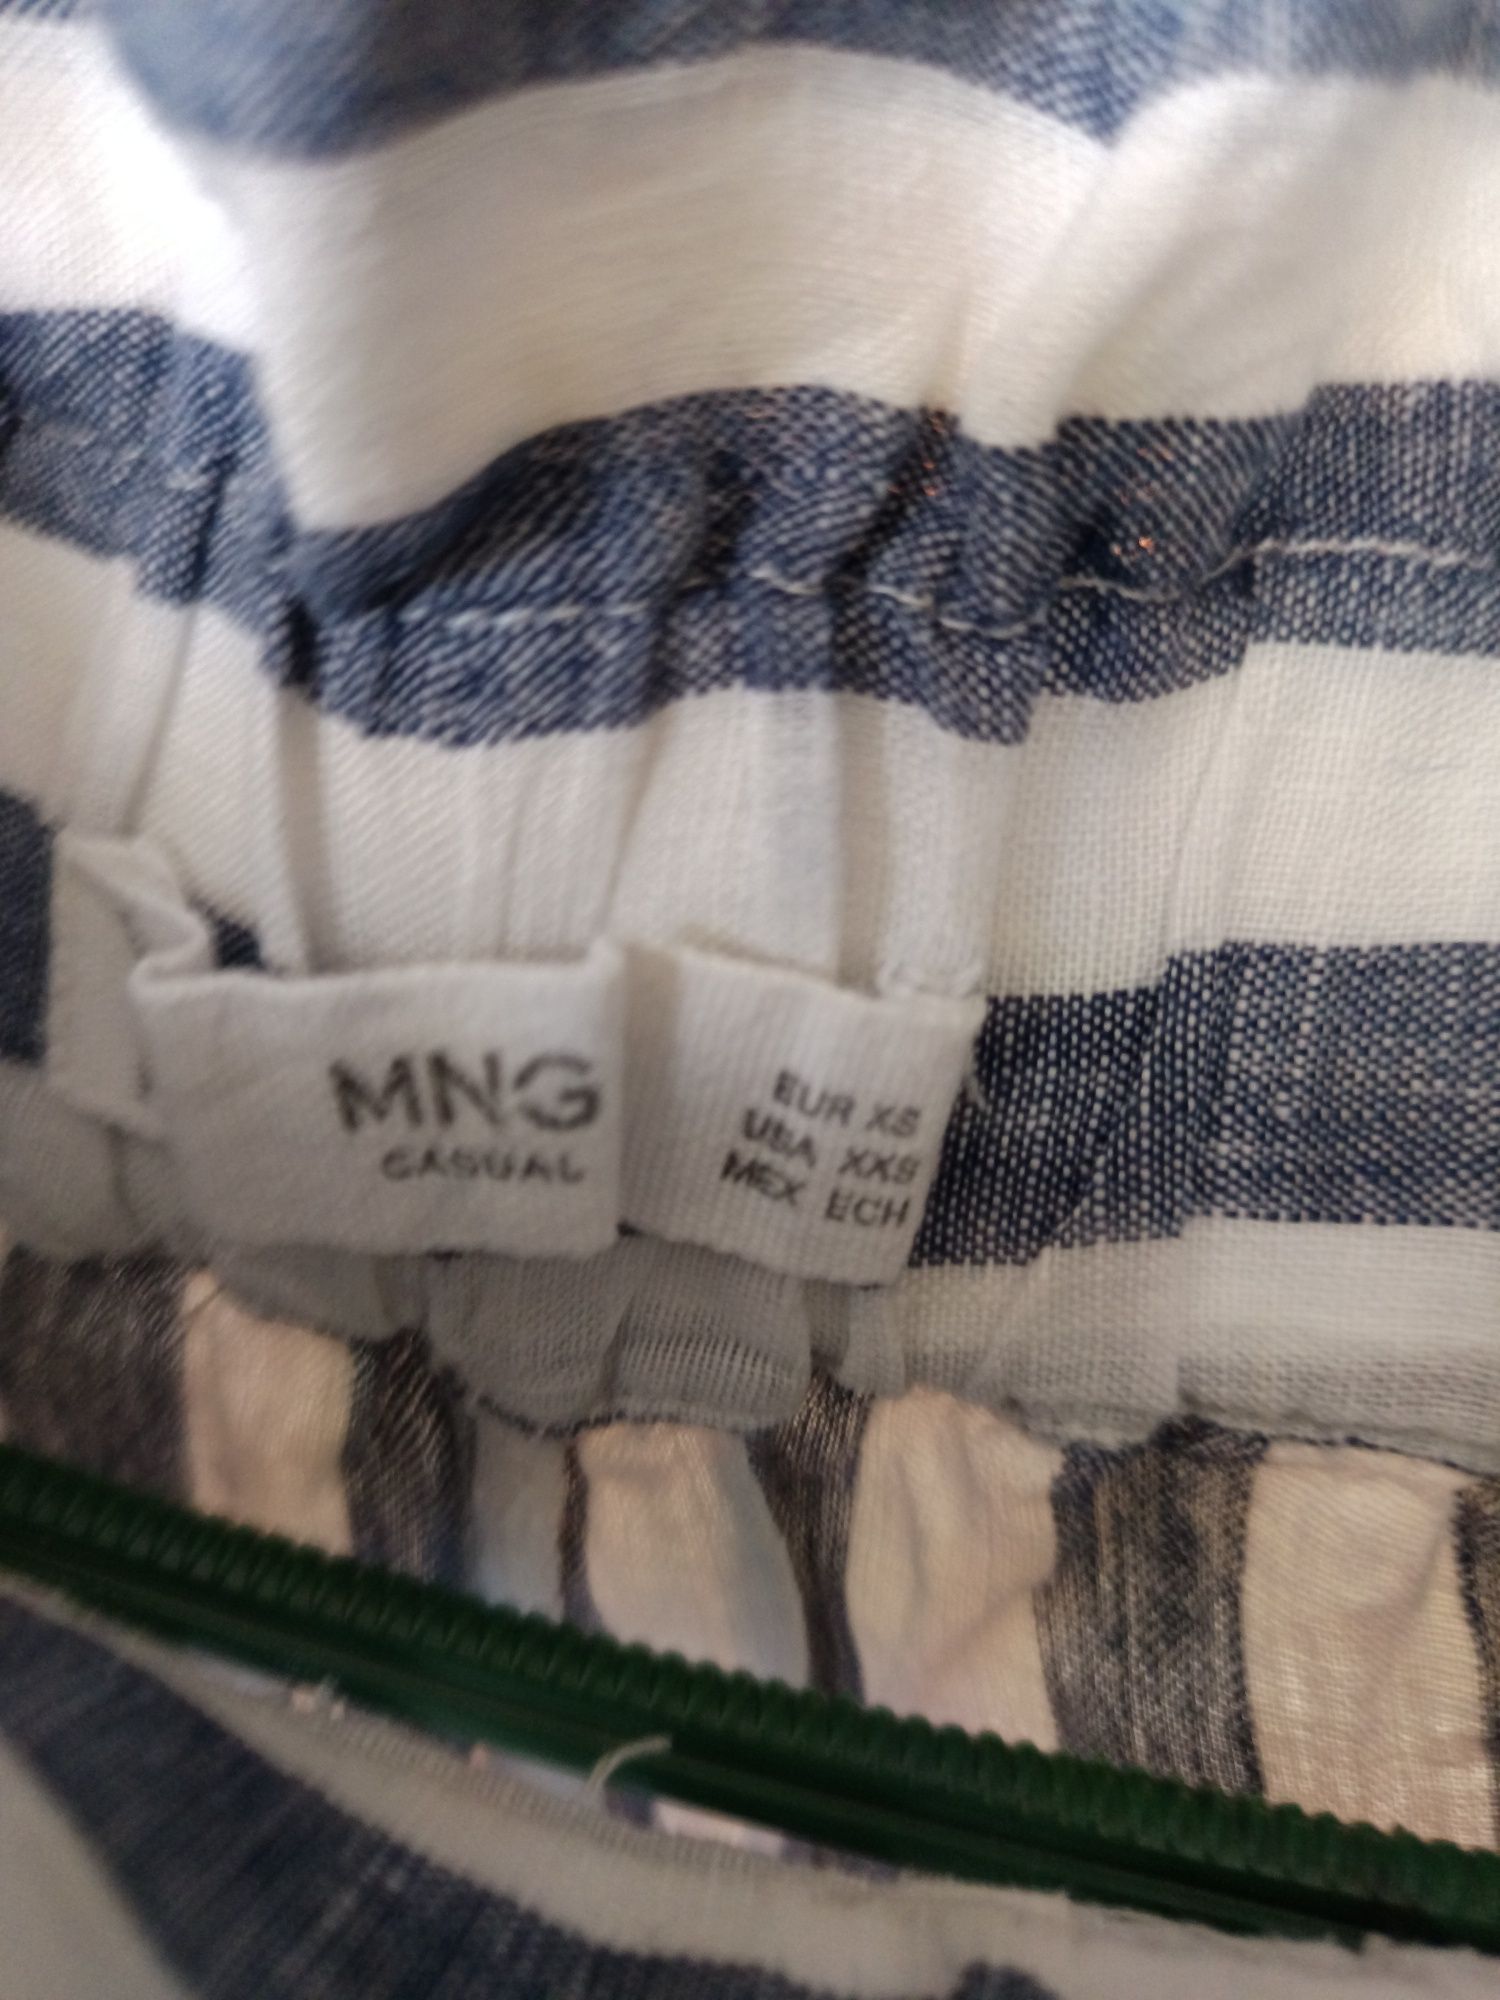 MNG
CASUAL
EUR XS
USA XXS
MEX ECH